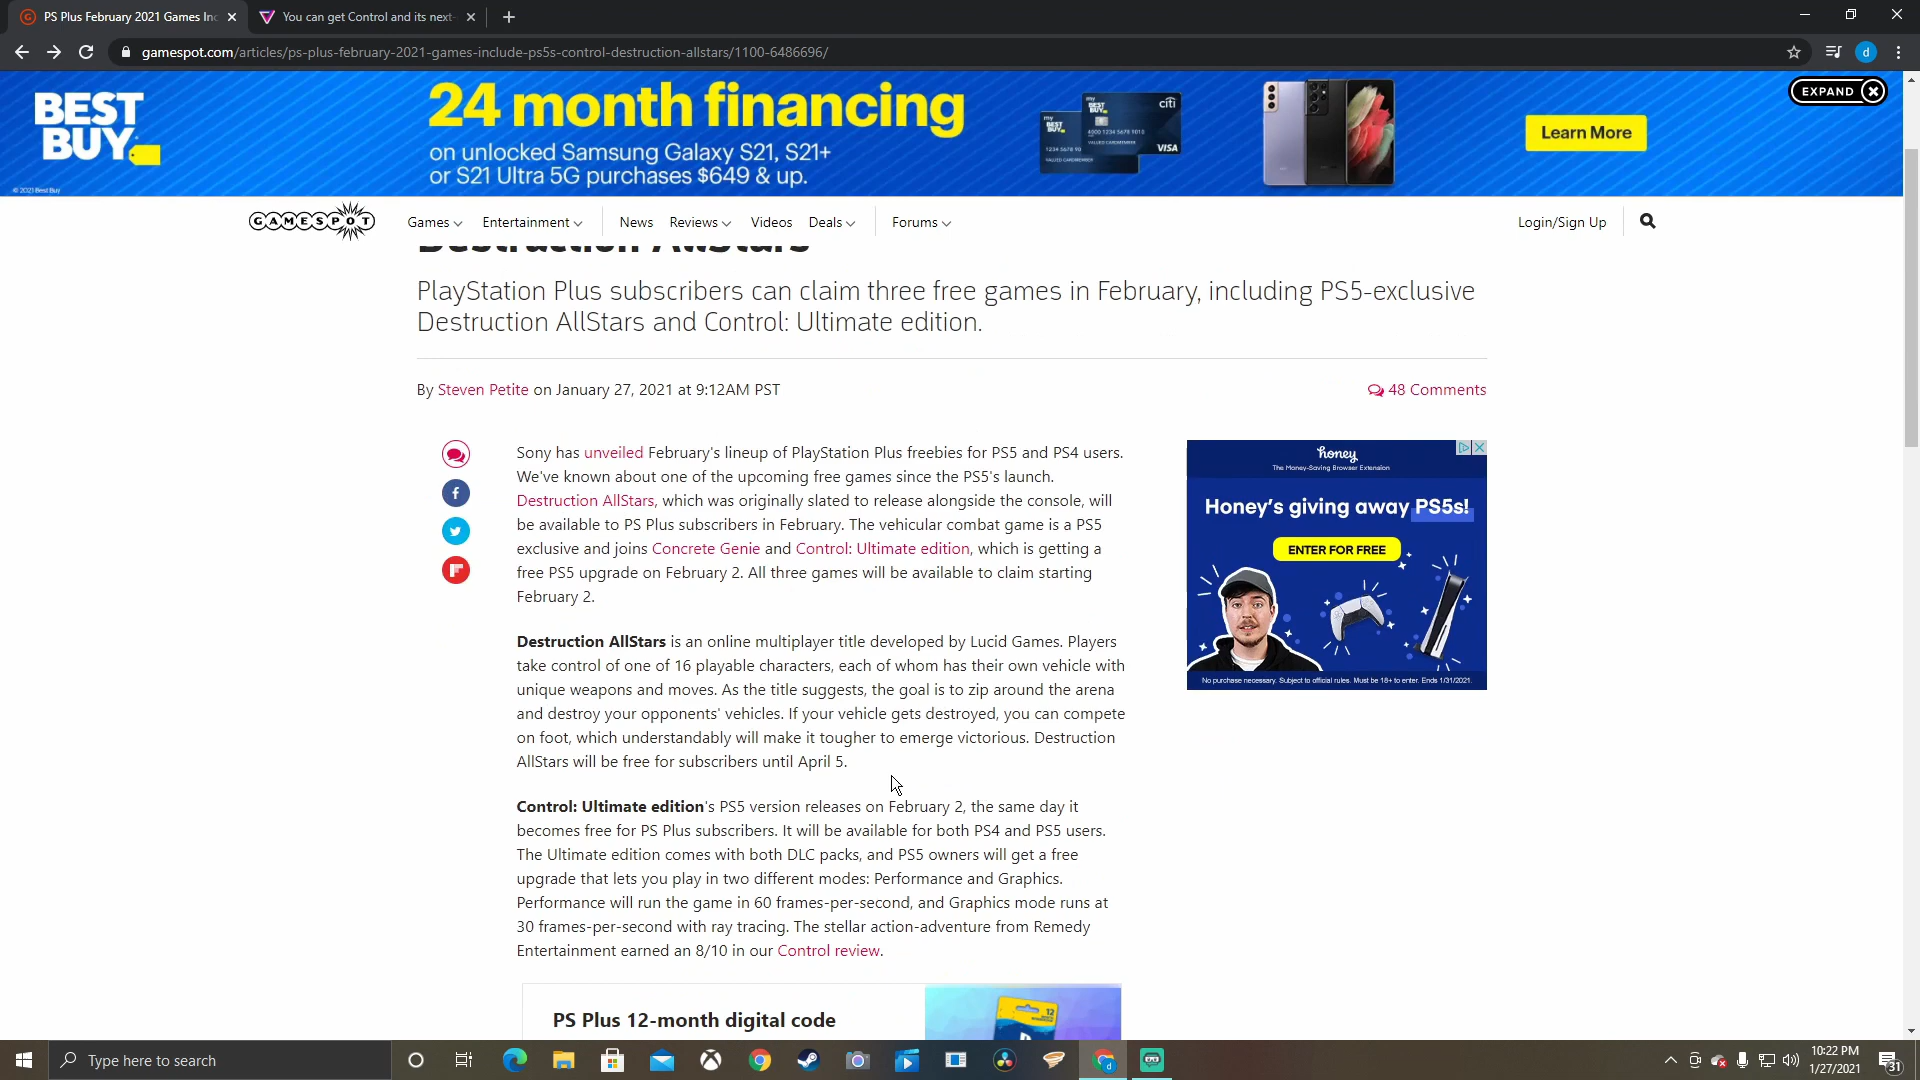 PS Plus February 2021 Games Inc
You can get Control and its next-
gamespot.com/articles/ps-plus-february-2021-games-include-ps5s-control-destruction-allstars/1100-6486696/
d
BEST BUY
© 2021 Best Buy
24 month financing
on unlocked Samsung Galaxy S21, S21+
or S21 Ultra 5G purchases $649 & up.
my BEST BUY
citi
VISA
Learn More
EXPAND
GAMESPOT
Games
Entertainment
News
Reviews
Videos
Deals
Forums
Login/Sign Up
Destruction AllStars
PlayStation Plus subscribers can claim three free games in February, including PS5-exclusive
Destruction AllStars and Control: Ultimate edition.
By Steven Petite on January 27, 2021 at 9:12AM PST
48 Comments
Sony has unveiled February's lineup of PlayStation Plus freebies for PS5 and PS4 users.
We've known about one of the upcoming free games since the PS5's launch.
Destruction AllStars, which was originally slated to release alongside the console, will
be available to PS Plus subscribers in February. The vehicular combat game is a PS5
exclusive and joins Concrete Genie and Control: Ultimate edition, which is getting a
free PS5 upgrade on February 2. All three games will be available to claim starting
February 2.
honey
The Money-Saving Browser Extension
Honey's giving away PS5s!
ENTER FOR FREE
No purchase necessary. Subject to official rules. Must be 18+ to enter. Ends 1/31/2021.
Destruction AllStars is an online multiplayer title developed by Lucid Games. Players
take control of one of 16 playable characters, each of whom has their own vehicle with
unique weapons and moves. As the title suggests, the goal is to zip around the arena
and destroy your opponents' vehicles. If your vehicle gets destroyed, you can compete
on foot, which understandably will make it tougher to emerge victorious. Destruction
AllStars will be free for subscribers until April 5.
Control: Ultimate edition's PS5 version releases on February 2, the same day it
becomes free for PS Plus subscribers. It will be available for both PS4 and PS5 users.
The Ultimate edition comes with both DLC packs, and PS5 owners will get a free
upgrade that lets you play in two different modes: Performance and Graphics.
Performance will run the game in 60 frames-per-second, and Graphics mode runs at
30 frames-per-second with ray tracing. The stellar action-adventure from Remedy
Entertainment earned an 8/10 in our Control review.
PS Plus 12-month digital code
12
Type here to search
10:22 PM
1/27/2021
31